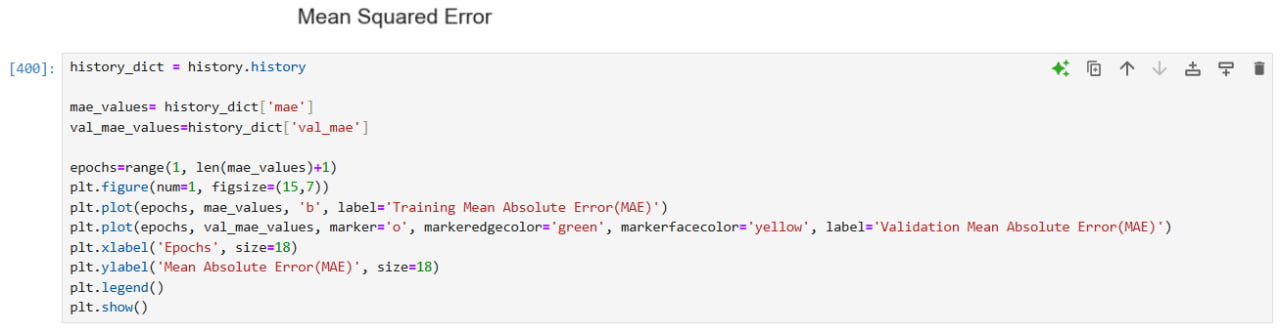 Mean Squared Error
[400]: history_dict = history.history
mae_values= history_dict['mae']
val_mae_values=history_dict['val_mae']
epochs=range(1, len(mae_values)+1)
plt.figure(num=1, figsize=(15,7))
plt.plot(epochs, mae_values, 'b', label='Training Mean Absolute Error(MAE)')
plt.plot(epochs, val_mae_values, marker='o', markeredgecolor='green', markerfacecolor='yellow', label='Validation Mean Absolute Error(MAE)')
plt.xlabel('Epochs', size=18)
plt.ylabel('Mean Absolute Error(MAE)', size=18)
plt.legend()
plt.show()